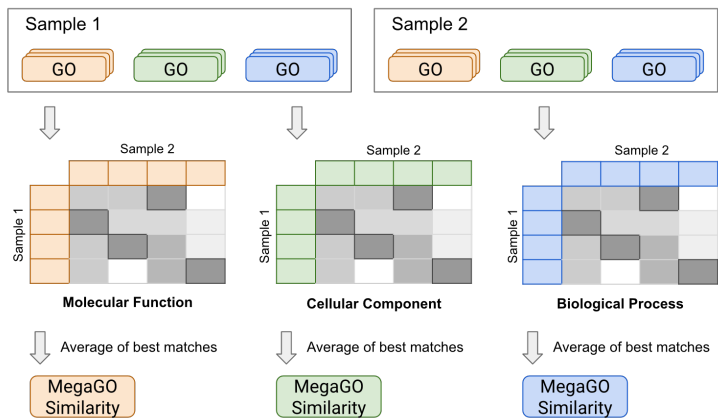 Sample 1
GO
GO
GO
Sample 2
GO
GO
GO
Sample 2
Sample 1
Molecular Function
Sample 2
Sample 1
Cellular Component
Sample 2
Sample 1
Biological Process
Average of best matches
Average of best matches
Average of best matches
MegaGO
Similarity
MegaGO
Similarity
MegaGO
Similarity